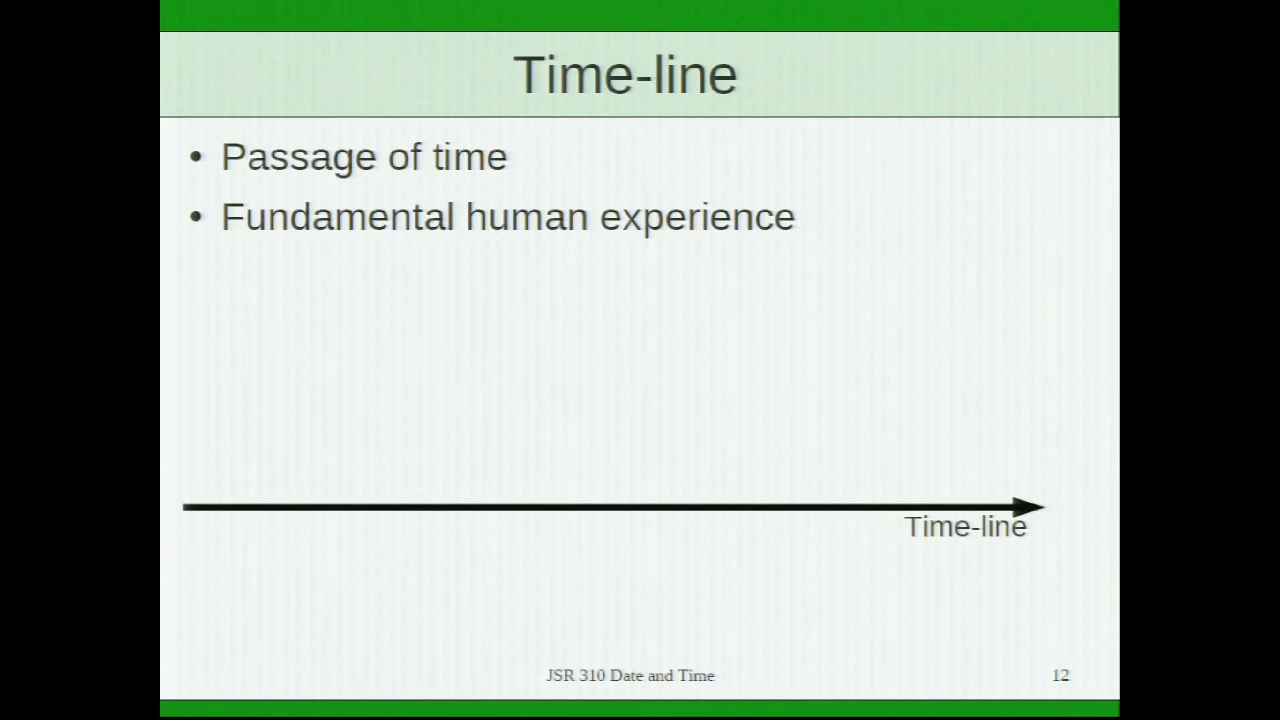 Time-line
• Passage of time
• Fundamental human experience
Time-line
JSR 310 Date and Time
12